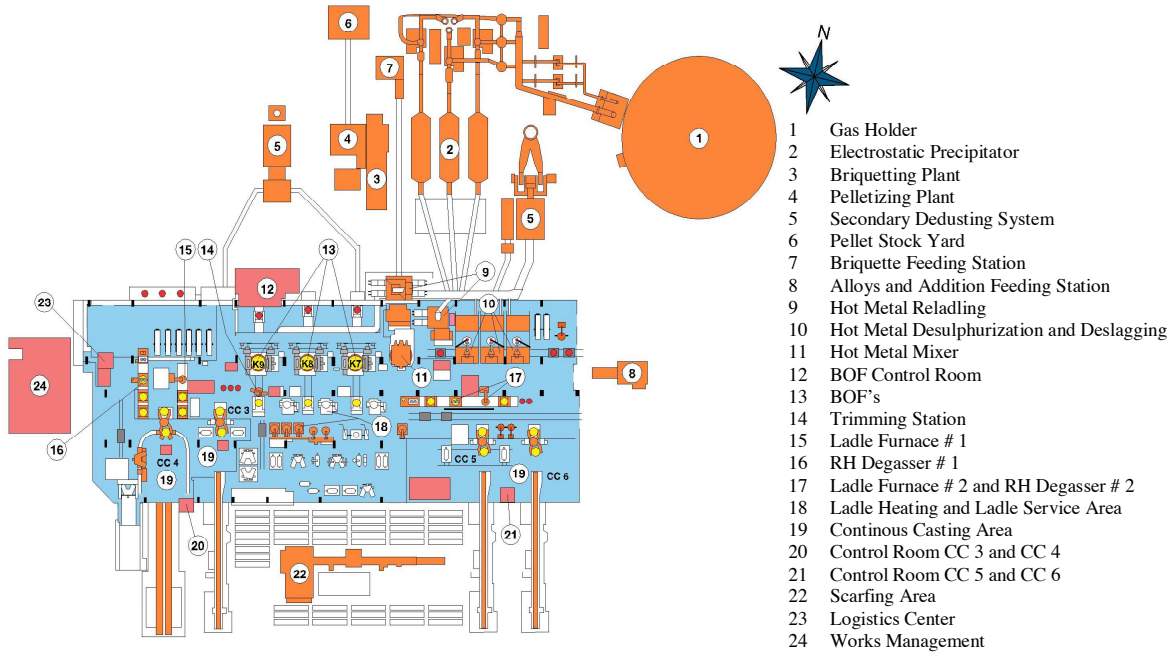 6
7
5
4
3
2
1
5
15
14
13
9
23
12
10
K9
K8
K7
24
11
8
17
CC 3
18
16
19
CC 4
19
CC 5
19
CC 6
20
21
22
N
1 Gas Holder
2 Electrostatic Precipitator
3 Briquetting Plant
4 Pelletizing Plant
5 Secondary Dedusting System
6 Pellet Stock Yard
7 Briquette Feeding Station
8 Alloys and Addition Feeding Station
9 Hot Metal Reladling
10 Hot Metal Desulphurization and Deslagging
11 Hot Metal Mixer
12 BOF Control Room
13 BOF's
14 Trimming Station
15 Ladle Furnace # 1
16 RH Degasser # 1
17 Ladle Furnace # 2 and RH Degasser # 2
18 Ladle Heating and Ladle Service Area
19 Continous Casting Area
20 Control Room CC 3 and CC 4
21 Control Room CC 5 and CC 6
22 Scarfing Area
23 Logistics Center
24 Works Management